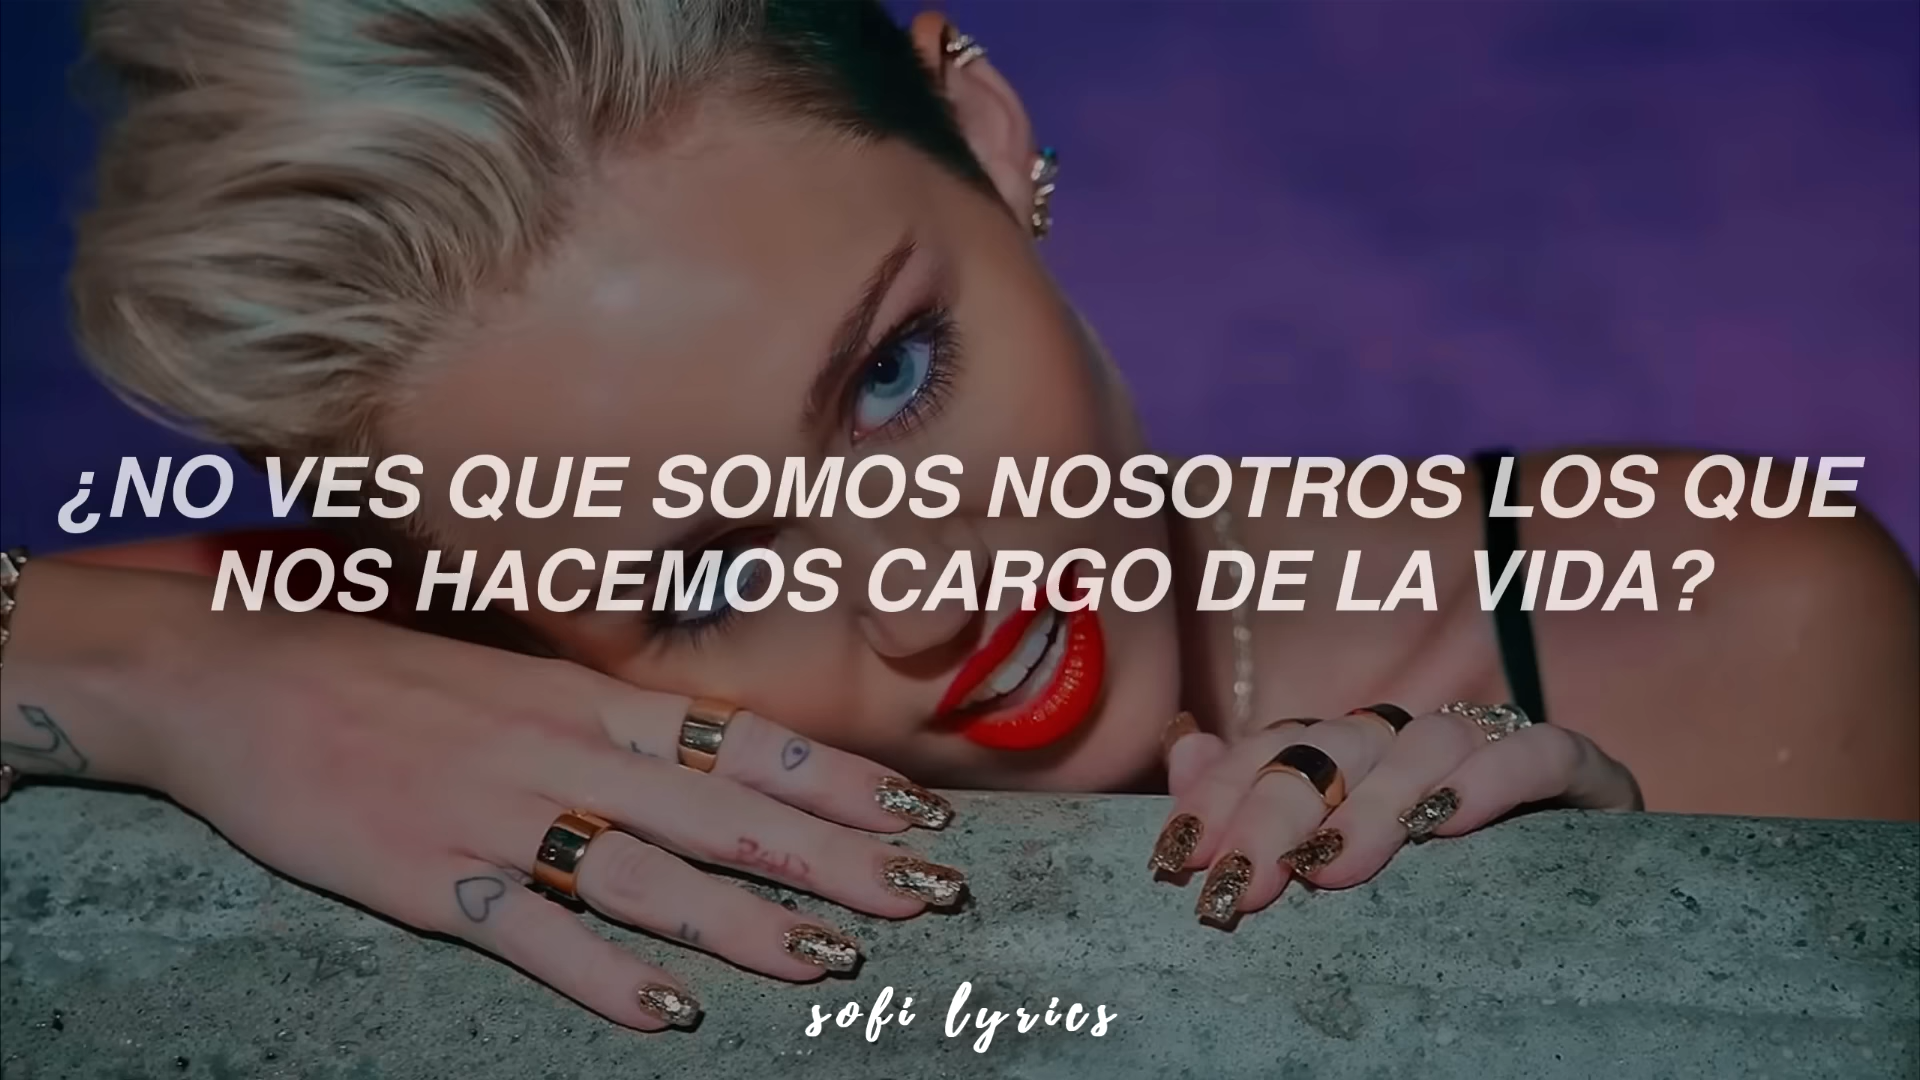 ¿NO VES QUE SOMOS NOSOTROS LOS QUE
NOS HACEMOS CARGO DE LA VIDA?
sofi lyrics